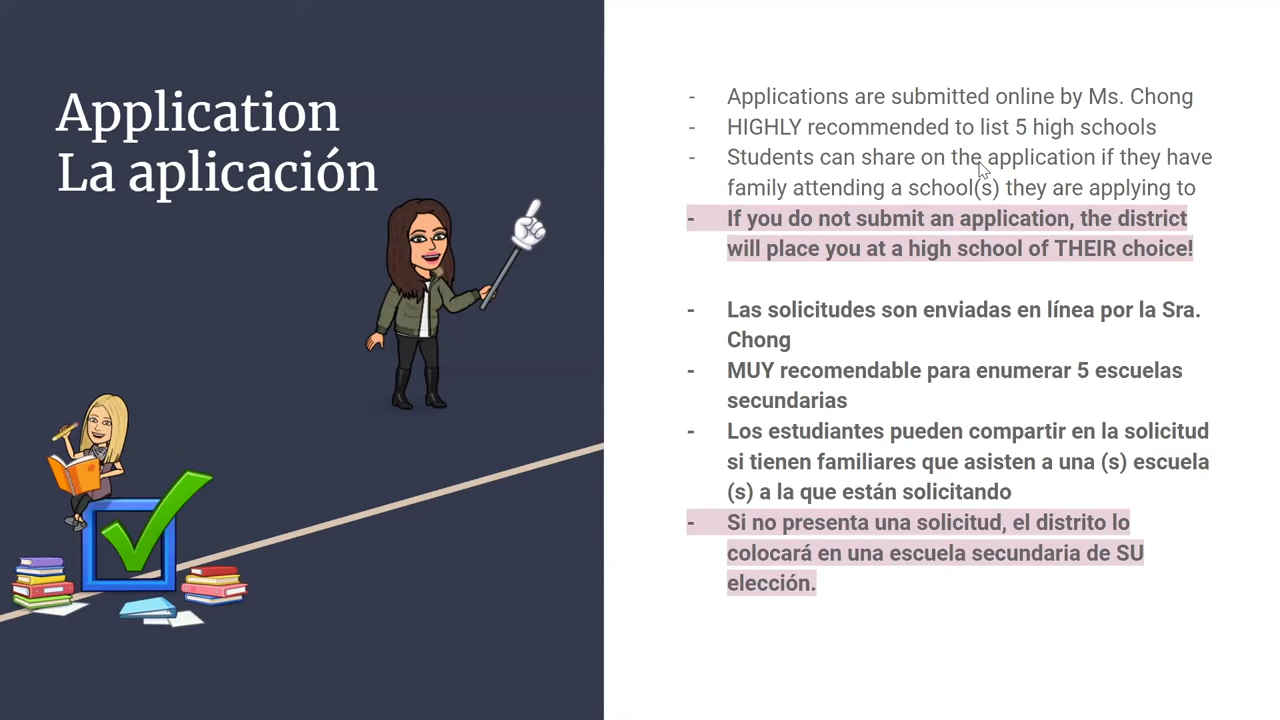 Application
La aplicación
- Applications are submitted online by Ms. Chong
- HIGHLY recommended to list 5 high schools
- Students can share on the application if they have
family attending a school(s) they are applying to
- If you do not submit an application, the district
will place you at a high school of THEIR choice!
- Las solicitudes son enviadas en línea por la Sra.
Chong
- MUY recomendable para enumerar 5 escuelas
secundarias
- Los estudiantes pueden compartir en la solicitud
si tienen familiares que asisten a una (s) escuela
(s) a la que están solicitando
- Si no presenta una solicitud, el distrito lo
colocará en una escuela secundaria de SU
elección.